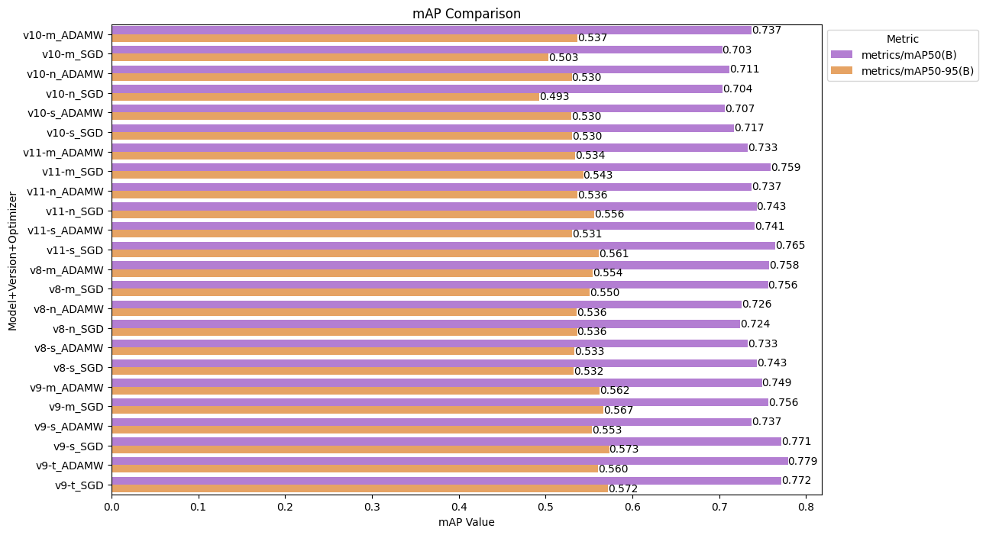 mAP Comparison
Model+Version+Optimizer
v10-m_ADAMW 0.737
0.537
v10-m_SGD 0.703
0.503
v10-n_ADAMW 0.711
0.530
v10-n_SGD 0.704
0.493
v10-s_ADAMW 0.707
0.530
v10-s_SGD 0.717
0.530
v11-m_ADAMW 0.733
0.534
v11-m_SGD 0.759
0.543
v11-n_ADAMW 0.737
0.536
v11-n_SGD 0.743
0.556
v11-s_ADAMW 0.741
0.531
v11-s_SGD 0.765
0.561
v8-m_ADAMW 0.758
0.554
v8-m_SGD 0.756
0.550
v8-n_ADAMW 0.726
0.536
v8-n_SGD 0.724
0.536
v8-s_ADAMW 0.733
0.533
v8-s_SGD 0.743
0.532
v9-m_ADAMW 0.749
0.562
v9-m_SGD 0.756
0.567
v9-s_ADAMW 0.737
0.553
v9-s_SGD 0.771
0.573
v9-t_ADAMW 0.779
0.560
v9-t_SGD 0.772
0.572
0.0 0.1 0.2 0.3 0.4 0.5 0.6 0.7 0.8
mAP Value
Metric
metrics/mAP50(B)
metrics/mAP50-95(B)